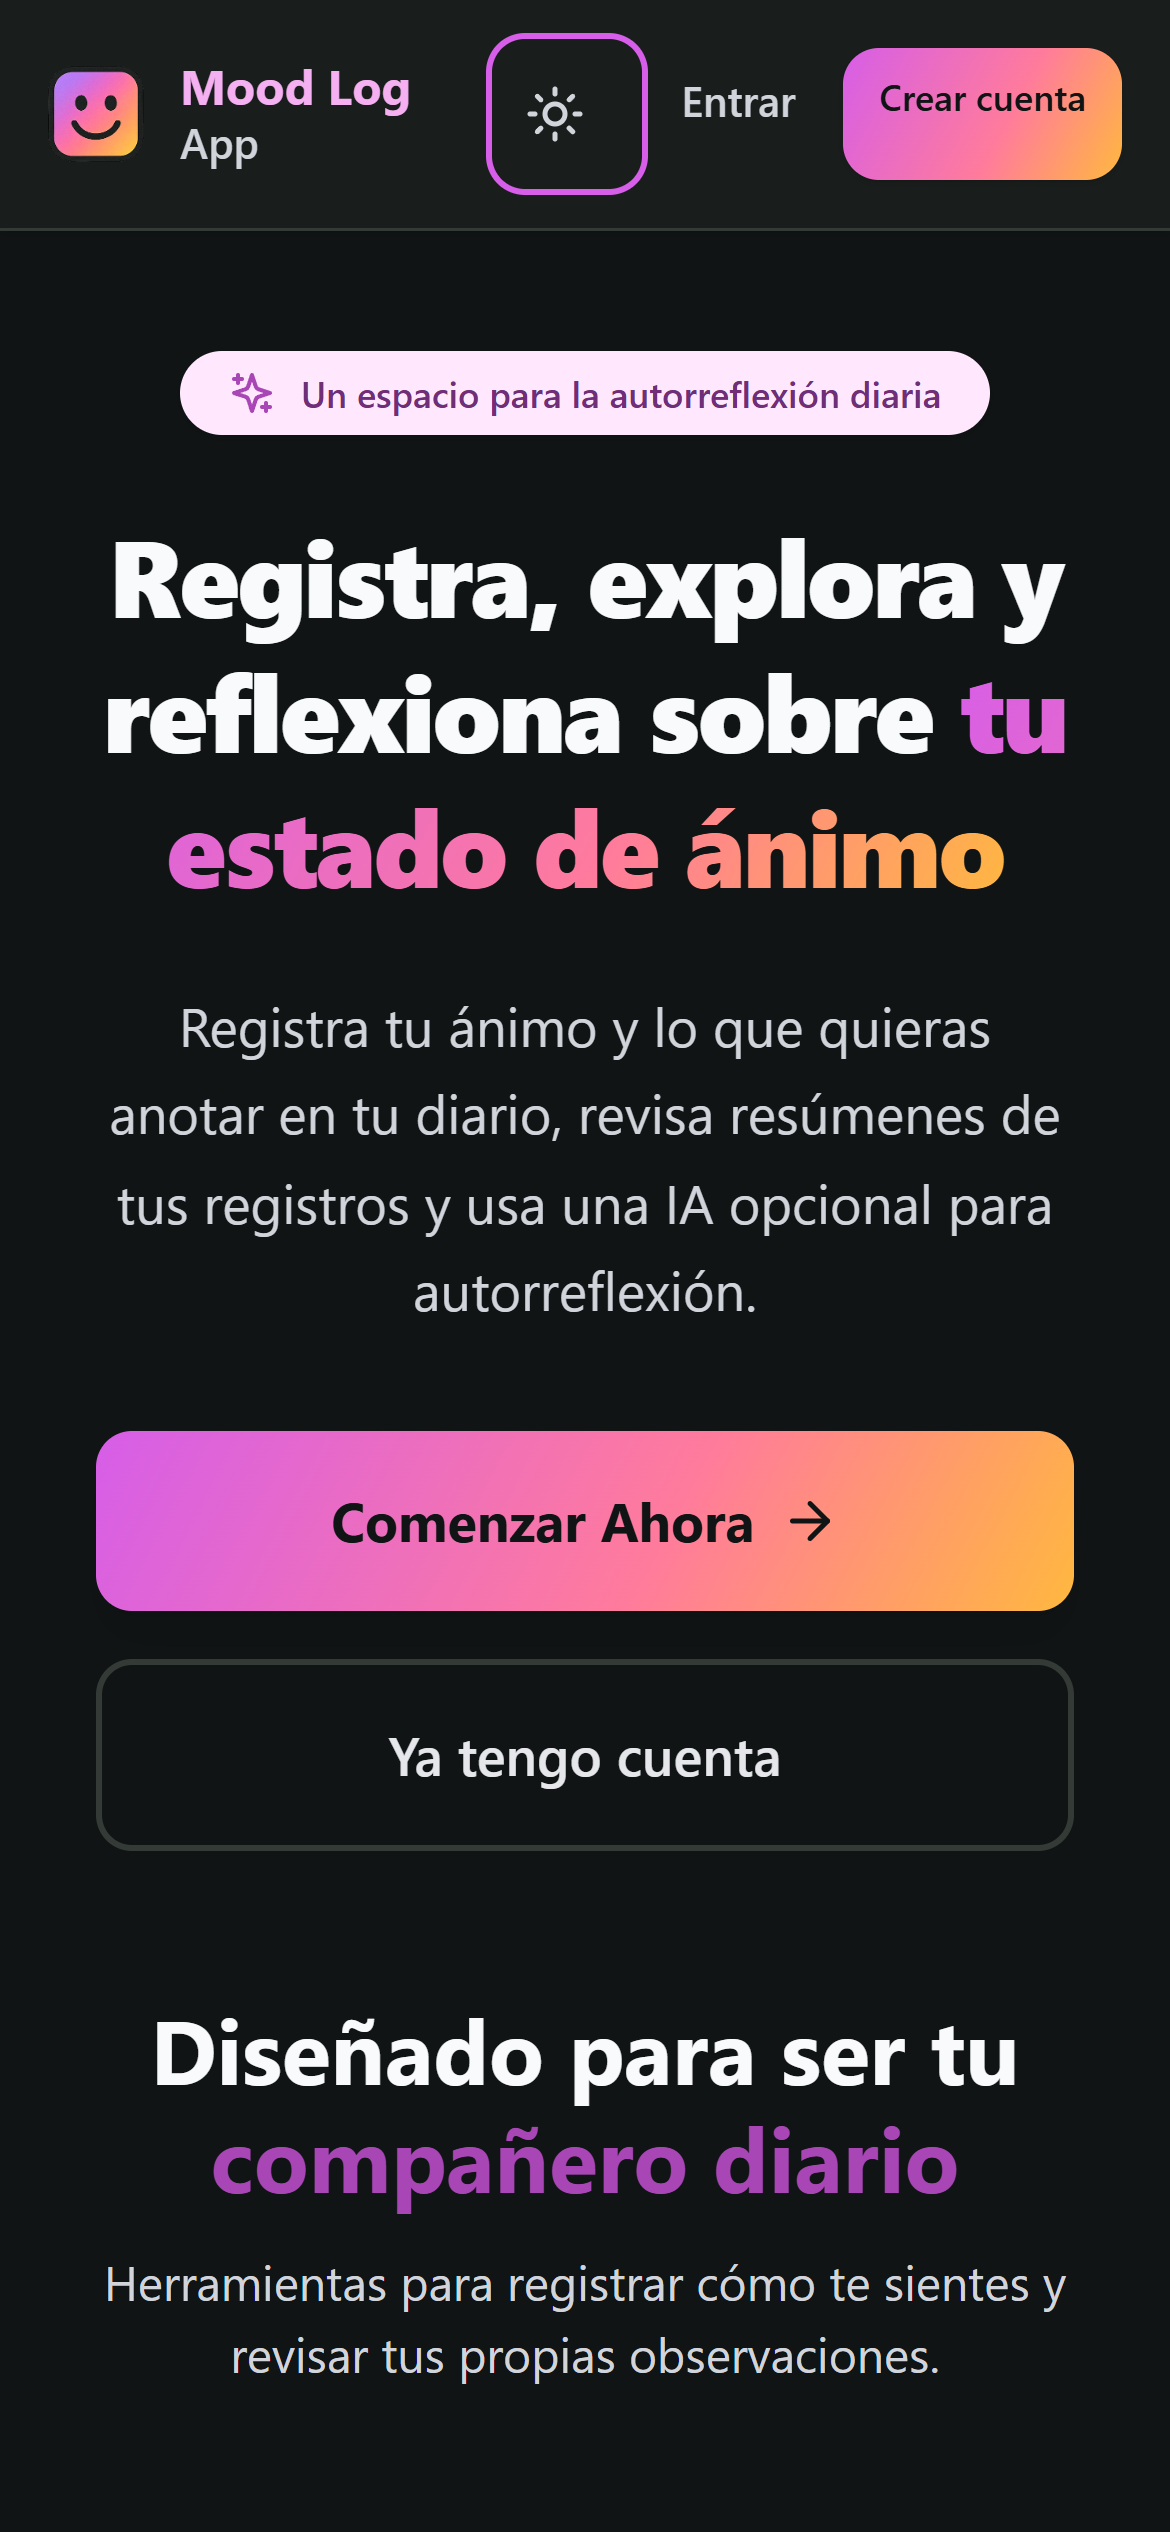 Mood Log
App
Entrar
Crear cuenta
Un espacio para la autorreflexión diaria
Registra, explora y
reflexiona sobre tu
estado de ánimo
Registra tu ánimo y lo que quieras
anotar en tu diario, revisa resúmenes de
tus registros y usa una IA opcional para
autorreflexión.
Comenzar Ahora
Ya tengo cuenta
Diseñado para ser tu
compañero diario
Herramientas para registrar cómo te sientes y
revisar tus propias observaciones.